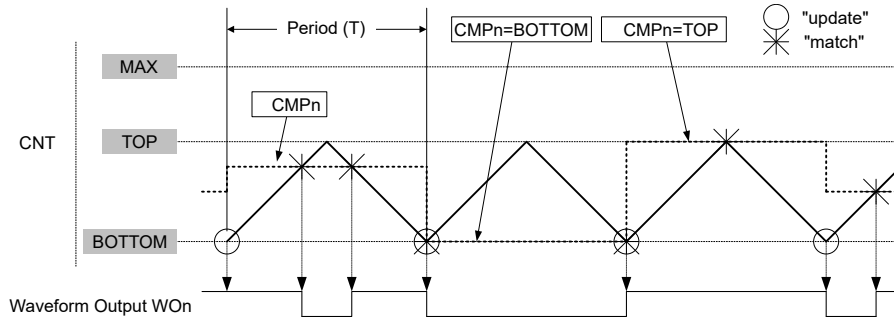 Period (T)
CMPn=BOTTOM
CMPn=TOP
"update"
"match"
MAX
CMPn
CNT
TOP
BOTTOM
Waveform Output WOn